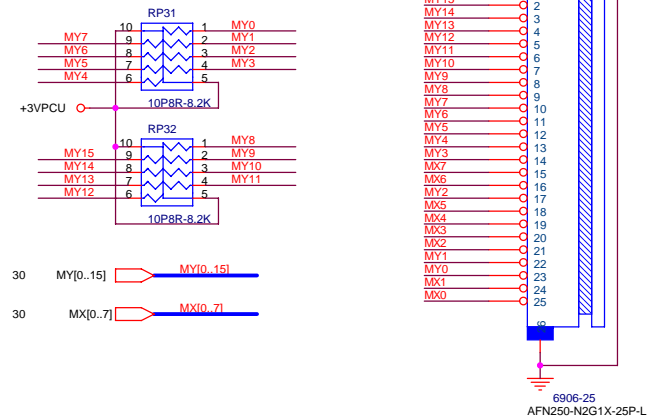 RP31
10 1 MY0
MY7 9 2 MY1
MY6 8 3 MY2
MY5 7 4 MY3
MY4 6 5
10P8R-8.2K
+3VPCU
RP32
10 1 MY8
MY15 9 2 MY9
MY14 8 3 MY10
MY13 7 4 MY11
MY12 6 5
10P8R-8.2K
30 MY[0..15] MY[0..15]
30 MX[0..7] MX[0..7]
2
MY14 3
MY13 4
MY12 5
MY11 6
MY10 7
MY9 8
MY8 9
MY7 10
MY6 11
MY5 12
MY4 13
MY3 14
MX7 15
MX6 16
MY2 17
MX5 18
MX4 19
MX3 20
MX2 21
MY1 22
MY0 23
MX1 24
MX0 25
6906-25
AFN250-N2G1X-25P-L